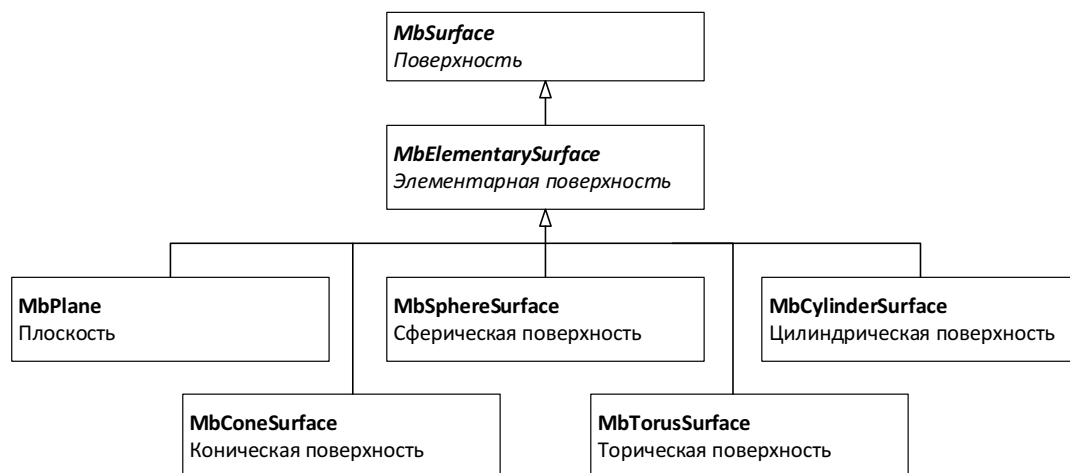 MbSurface
Поверхность
MbElementarySurface
Элементарная поверхность
MbPlane
Плоскость
MbSphereSurface
Сферическая поверхность
MbCylinderSurface
Цилиндрическая поверхность
MbConeSurface
Коническая поверхность
MbTorusSurface
Торическая поверхность